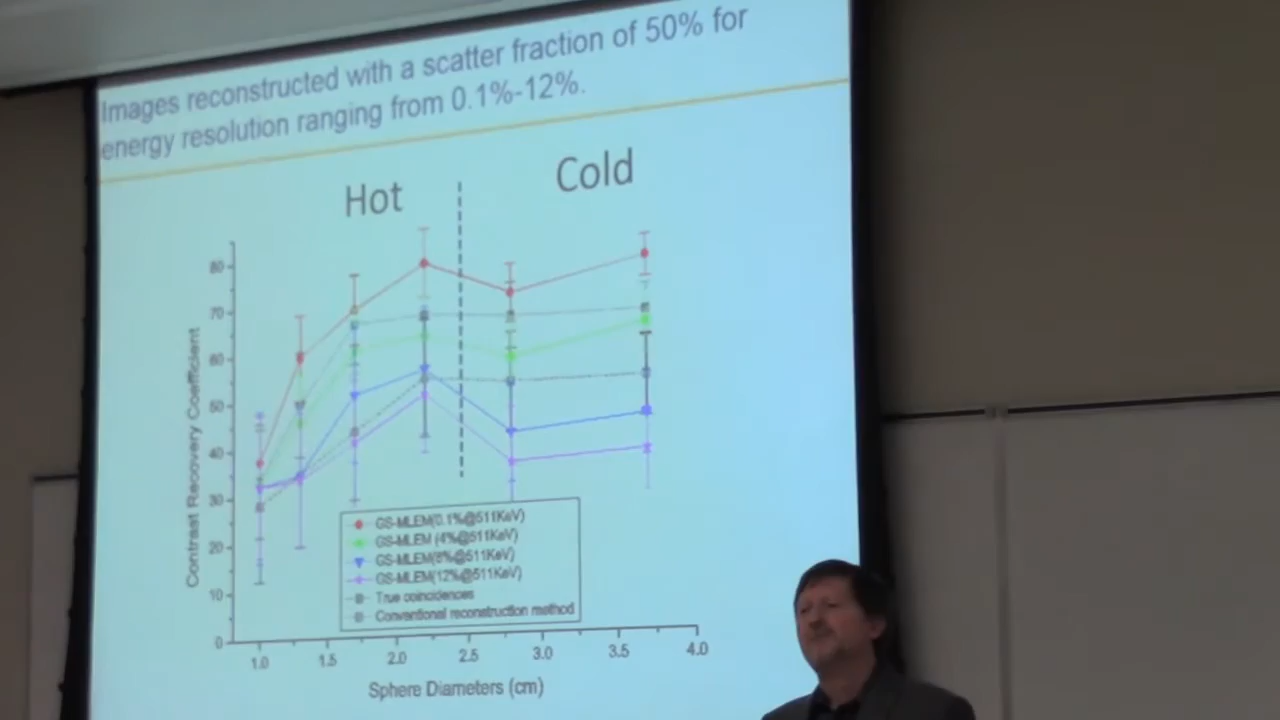 Images reconstructed with a scatter fraction of 50% for
energy resolution ranging from 0.1%-12%.
Hot
Cold
Contrast Recovery Coefficient
80
70
60
50
40
30
20
10
0
GS-MLEM(0.1%@511KeV)
GS-MLEM (4%@511KeV)
GS-MLEM(8%@511KeV)
GS-MLEM(12%@511KeV)
True coincidences
Conventional reconstruction method
1.0 1.5 2.0 2.5 3.0 3.5 4.0
Sphere Diameters (cm)